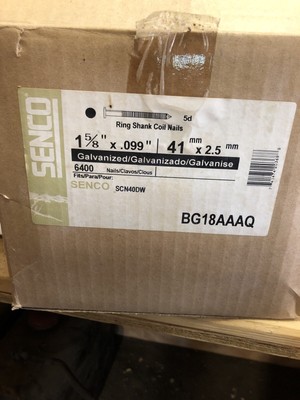 SENCO
5d
Ring Shank Coil Nails
1 5/8" x .099" 41 mm x 2.5 mm
Galvanized/Galvanizado/Galvanise
6400 Nails/Clavos/Clous
Fits/Para/Pour:
SENCO SCN40DW
BG18AAAQ